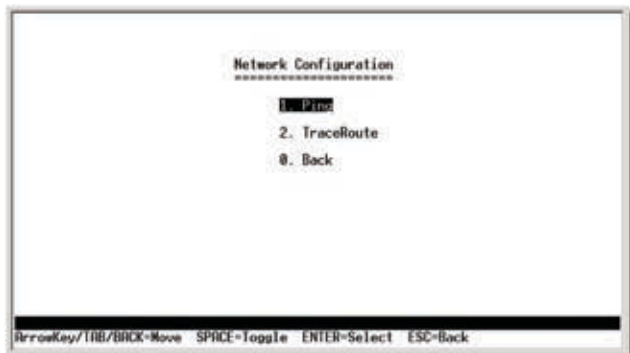 Network Configuration
=====================
1. Ping
2. TraceRoute
0. Back
ArrowKey/TAB/BACK=Move SPACE=Toggle ENTER=Select ESC=Back